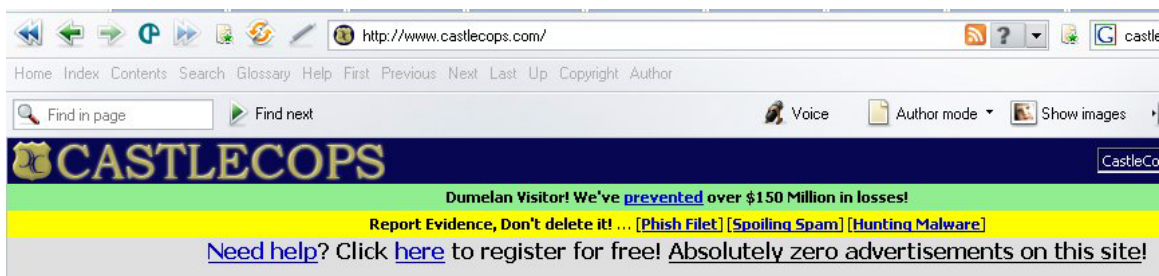 http://www.castlecops.com/ ? G castle
Home Index Contents Search Glossary Help First Previous Next Last Up Copyright Author
Find in page Find next Voice Author mode Show images
CASTLECOPS CastleCo
Dumelan Visitor! We've prevented over $150 Million in losses!
Report Evidence, Don't delete it! ... [Phish Filet] [Spoiling Spam] [Hunting Malware]
Need help? Click here to register for free! Absolutely zero advertisements on this site!